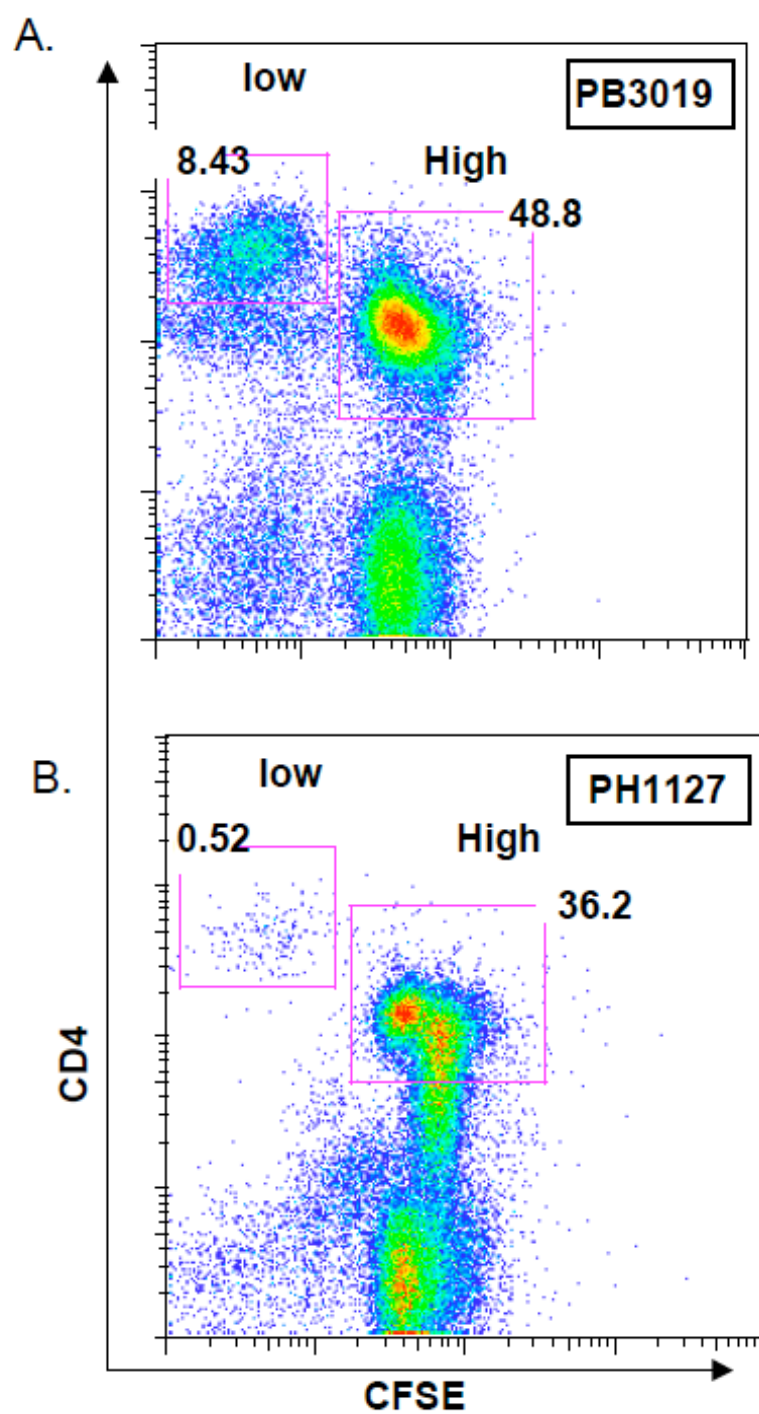 A.
low
PB3019
8.43
High
48.8
B.
low
PH1127
0.52
High
36.2
CD4
CFSE